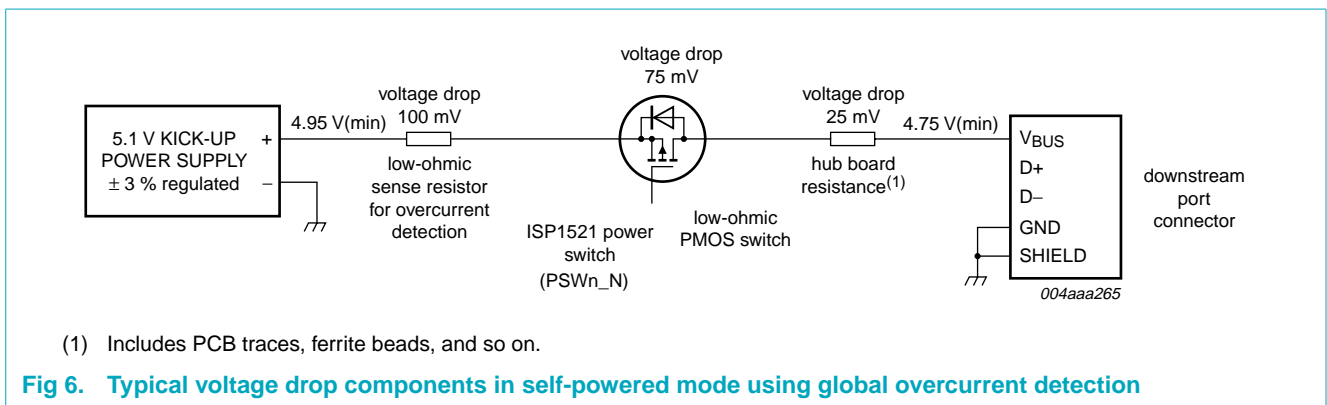 voltage drop
75 mV
voltage drop
100 mV
voltage drop
25 mV
4.95 V(min)
4.75 V(min)
5.1 V KICK-UP
POWER SUPPLY
± 3 % regulated
+
−
low-ohmic
sense resistor
for overcurrent
detection
ISP1521 power
switch
(PSWn_N)
low-ohmic
PMOS switch
hub board
resistance(1)
VBUS
D+
D−
GND
SHIELD
downstream
port
connector
004aaa265
(1) Includes PCB traces, ferrite beads, and so on.
Fig 6. Typical voltage drop components in self-powered mode using global overcurrent detection